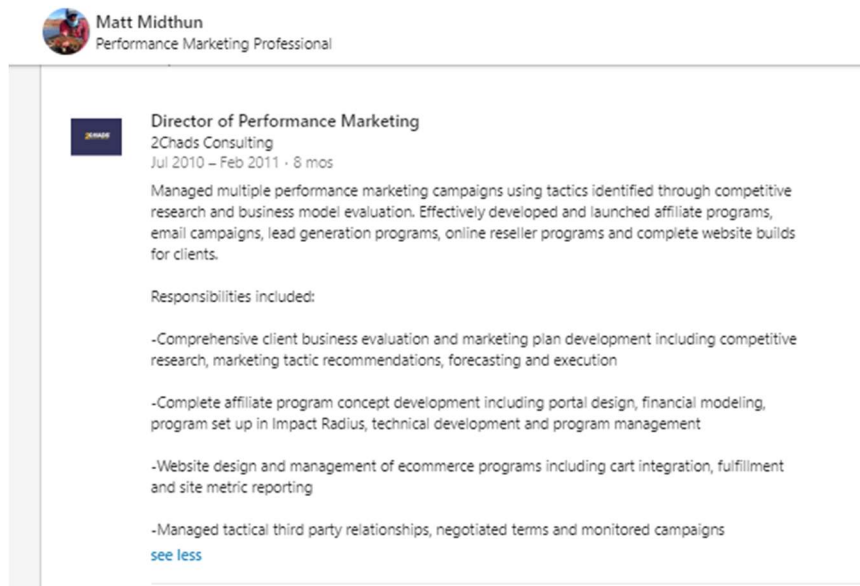 Matt Midthun
Performance Marketing Professional
Director of Performance Marketing
2Chads Consulting
Jul 2010 – Feb 2011 · 8 mos
Managed multiple performance marketing campaigns using tactics identified through competitive
research and business model evaluation. Effectively developed and launched affiliate programs,
email campaigns, lead generation programs, online reseller programs and complete website builds
for clients.
Responsibilities included:
-Comprehensive client business evaluation and marketing plan development including competitive
research, marketing tactic recommendations, forecasting and execution
-Complete affiliate program concept development including portal design, financial modeling,
program set up in Impact Radius, technical development and program management
-Website design and management of ecommerce programs including cart integration, fulfillment
and site metric reporting
-Managed tactical third party relationships, negotiated terms and monitored campaigns
see less